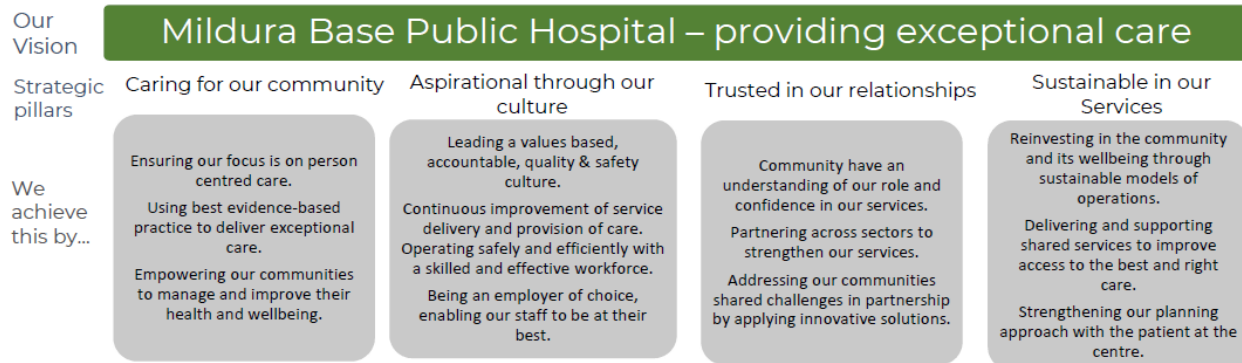 Our
Vision
Mildura Base Public Hospital – providing exceptional care
Strategic
pillars
Caring for our community
Aspirational through our
culture
Trusted in our relationships
Sustainable in our
Services
We
achieve
this by...
Ensuring our focus is on person
centred care.
Using best evidence-based
practice to deliver exceptional
care.
Empowering our communities
to manage and improve their
health and wellbeing.
Leading a values based,
accountable, quality & safety
culture.
Continuous improvement of service
delivery and provision of care.
Operating safely and efficiently with
a skilled and effective workforce.
Being an employer of choice,
enabling our staff to be at their
best.
Community have an
understanding of our role and
confidence in our services.
Partnering across sectors to
strengthen our services.
Addressing our communities
shared challenges in partnership
by applying innovative solutions.
Reinvesting in the community
and its wellbeing through
sustainable models of
operations.
Delivering and supporting
shared services to improve
access to the best and right
care.
Strengthening our planning
approach with the patient at the
centre.